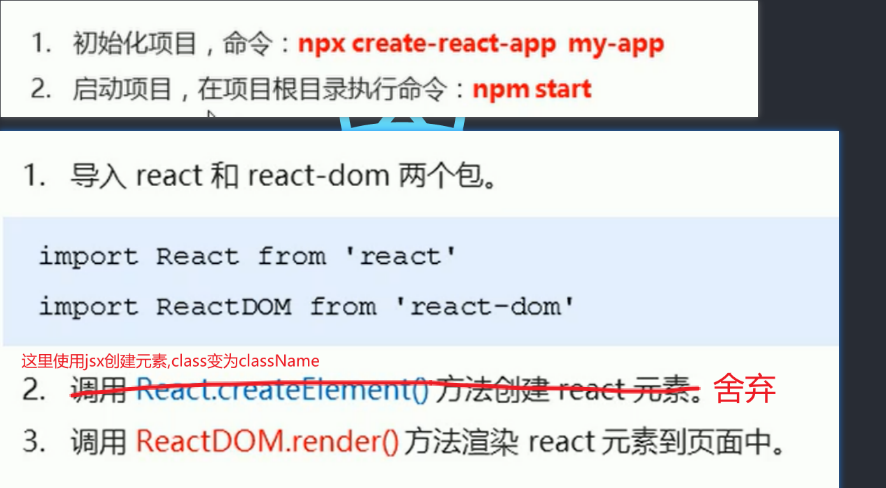 1. 初始化项目，命令：npx create-react-app my-app
2. 启动项目，在项目根目录执行命令：npm start
1. 导入 react 和 react-dom 两个包。
import React from 'react'
import ReactDOM from 'react-dom'
这里使用jsx创建元素,class变为className
2. 调用 React.createElement() 方法创建 react 元素。舍弃
3. 调用 ReactDOM.render() 方法渲染 react 元素到页面中。